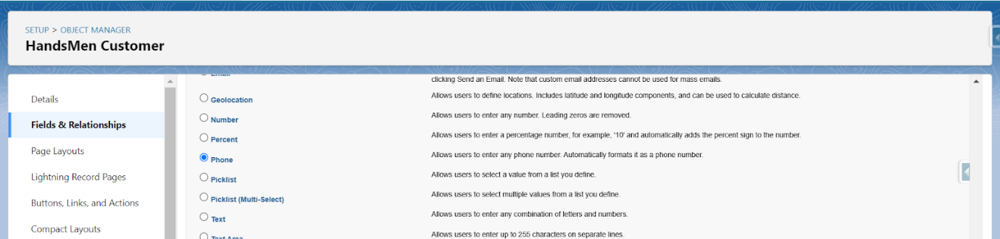 SETUP > OBJECT MANAGER
HandsMen Customer
Details
Fields & Relationships
Page Layouts
Lightning Record Pages
Buttons, Links, and Actions
Compact Layouts
Email
clicking Send an Email. Note that custom email addresses cannot be used for mass emails.
Geolocation Allows users to define locations. Includes latitude and longitude components, and can be used to calculate distance.
Number Allows users to enter any number. Leading zeros are removed.
Percent Allows users to enter a percentage number, for example, '10' and automatically adds the percent sign to the number.
Phone Allows users to enter any phone number. Automatically formats it as a phone number.
Picklist Allows users to select a value from a list you define.
Picklist (Multi-Select) Allows users to select multiple values from a list you define.
Text Allows users to enter any combination of letters and numbers.
Text Area Allows users to enter up to 255 characters on separate lines.